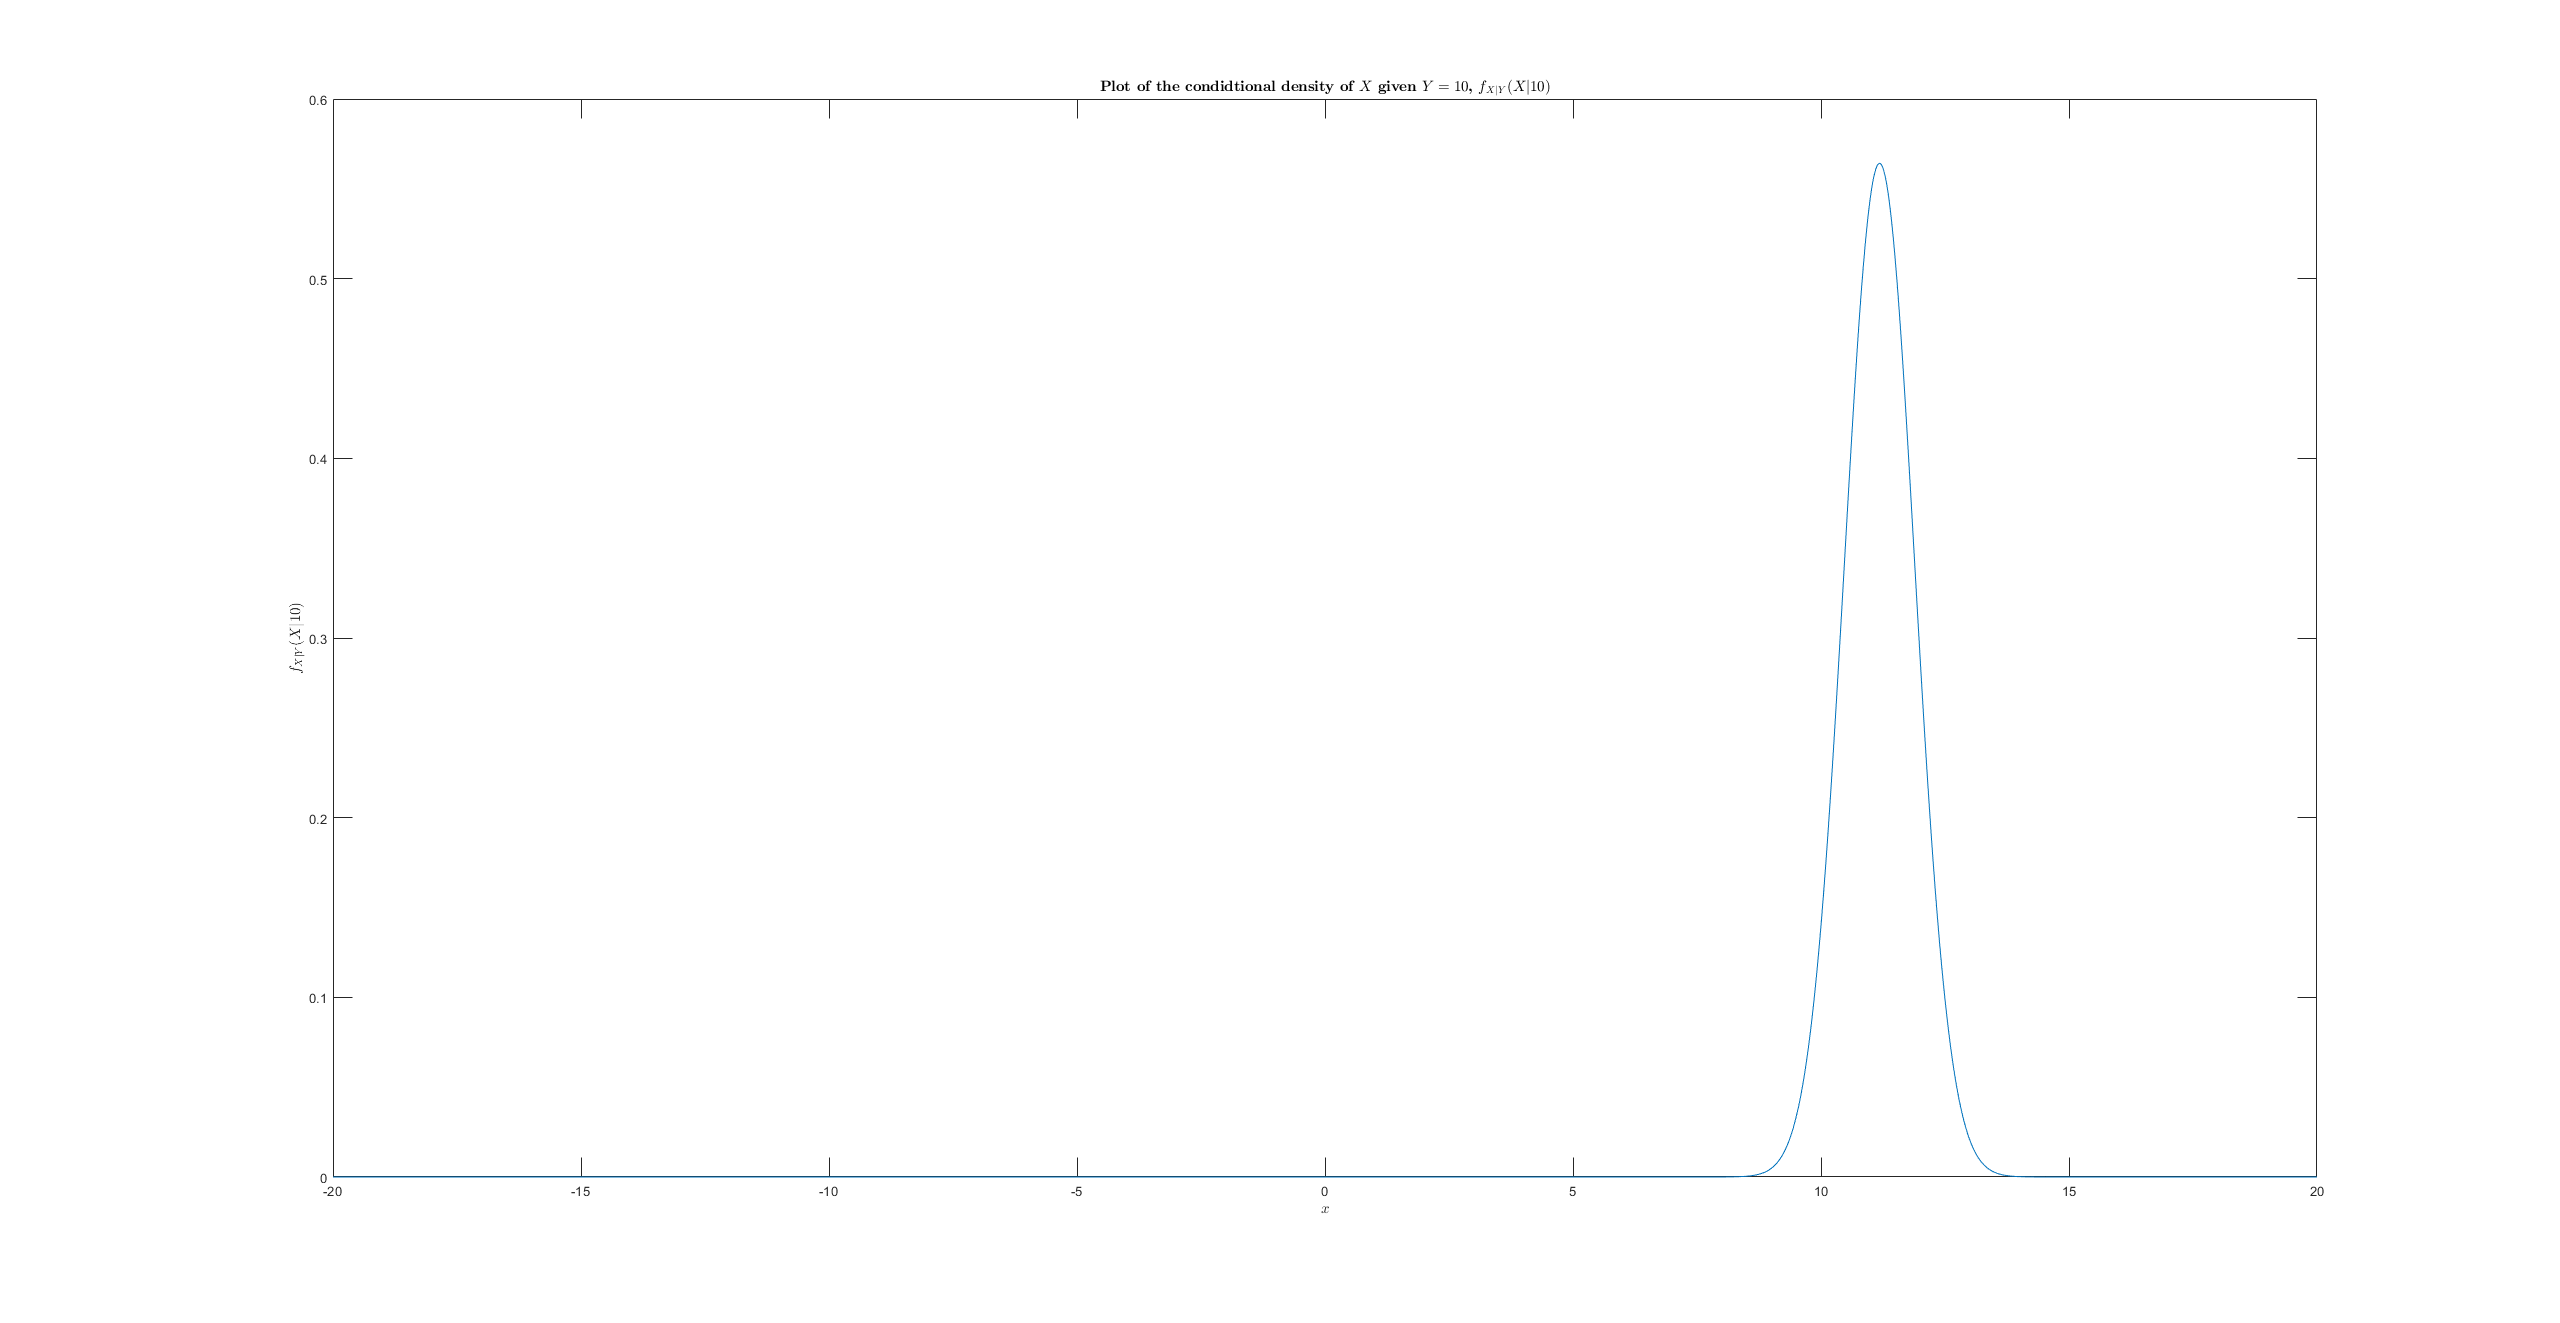 Plot of the condidtional density of X given Y = 10, f_{X|Y}(X|10)
0.6
0.5
0.4
0.3
0.2
0.1
0
f_{X|Y}(X|10)
-20 -15 -10 -5 0 5 10 15 20
x